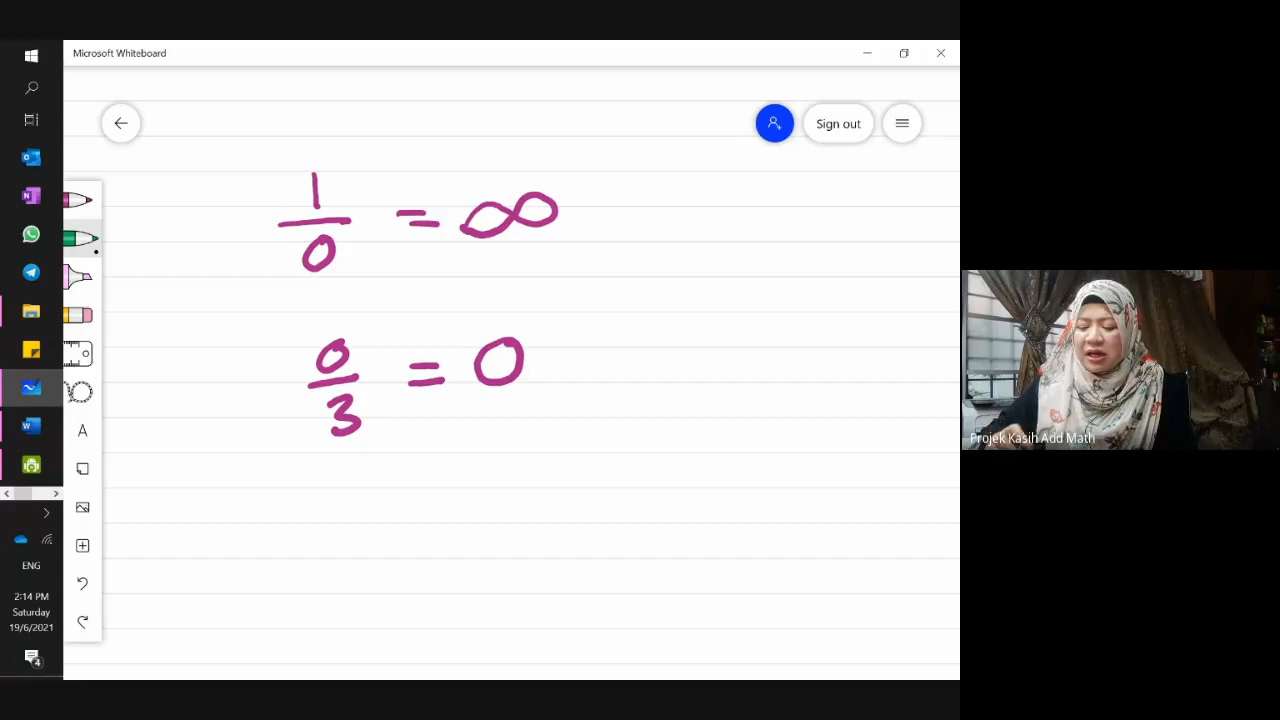 Microsoft Whiteboard
Sign out
1/0 = ∞
0/3 = 0
Projek Kasih Add Math
ENG
2:14 PM
Saturday
19/6/2021
4